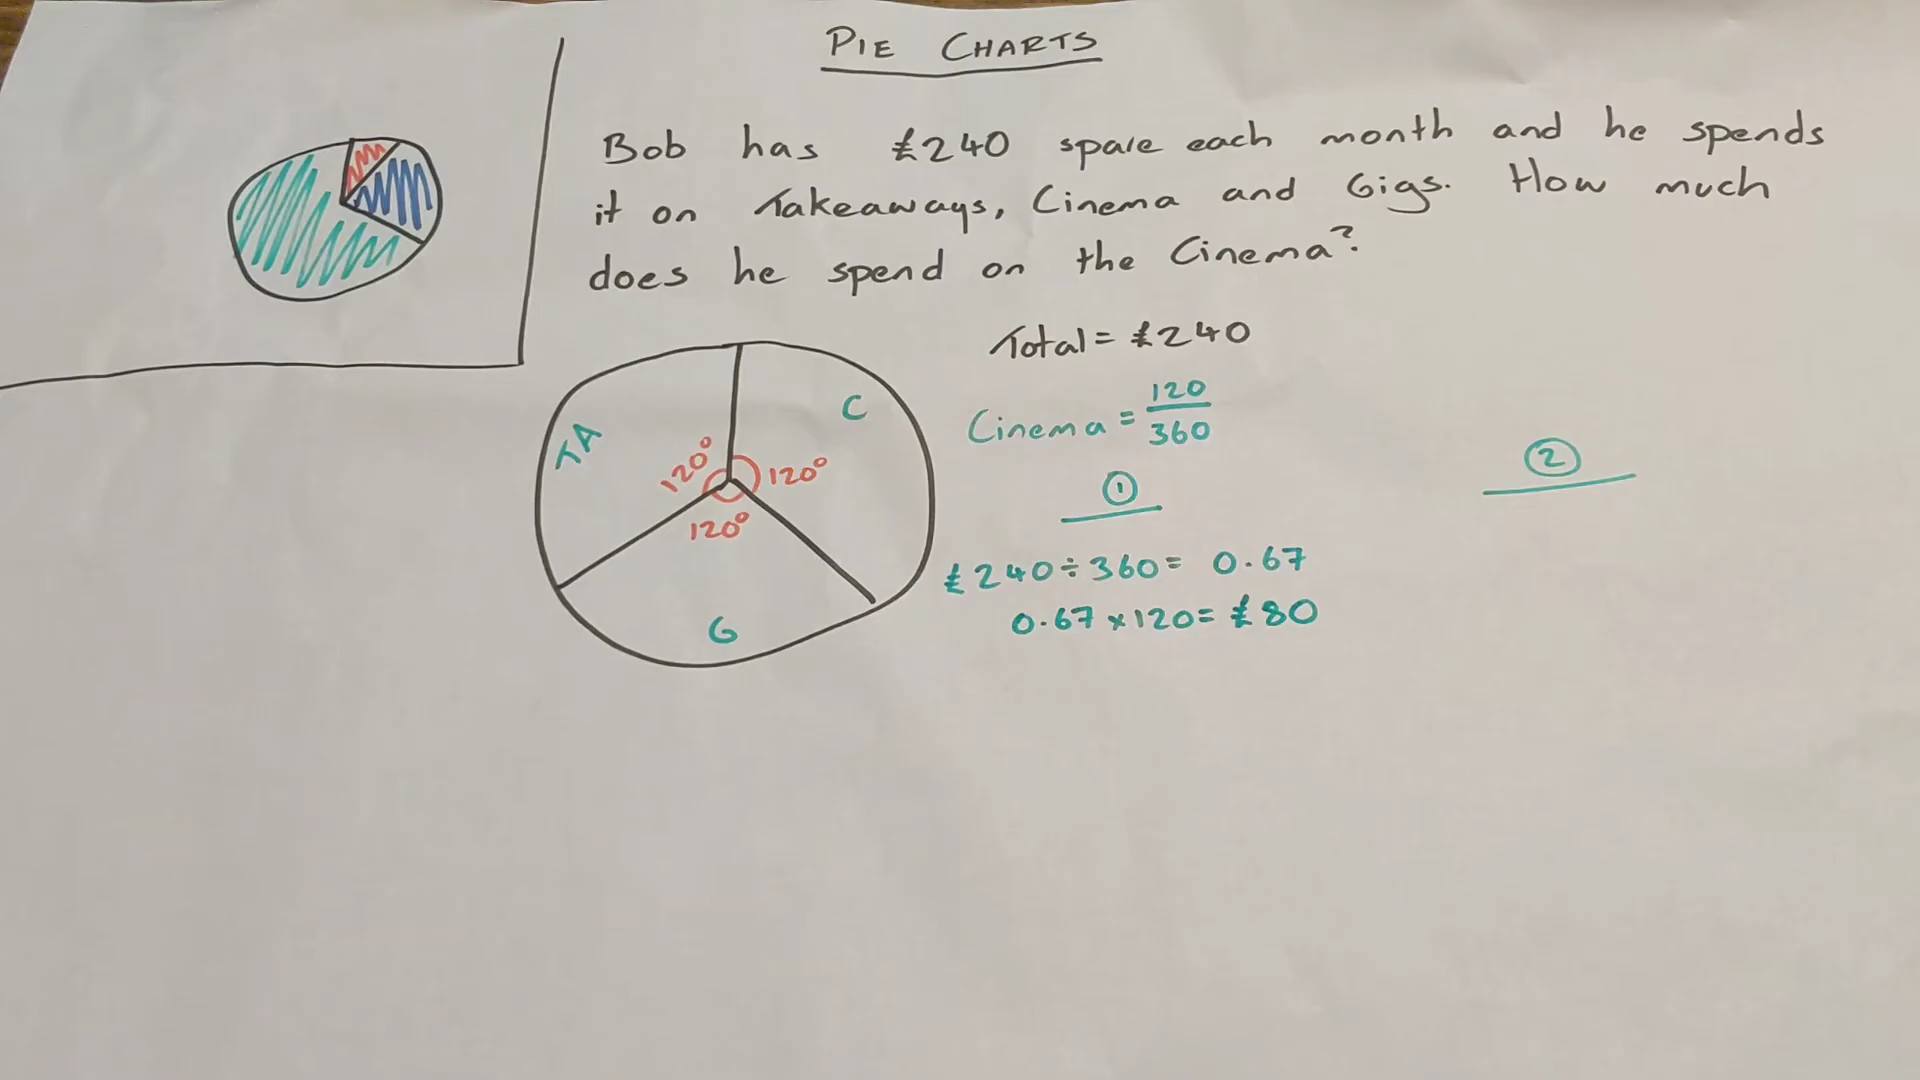 PIE CHARTS
Bob has £240 spare each month and he spends
it on Takeaways, Cinema and Gigs. How much
does he spend on the Cinema?
Total = £240
Cinema = 120/360
TA
C
120°
120°
120°
G
①
£240÷360= 0.67
0.67×120= £80
②